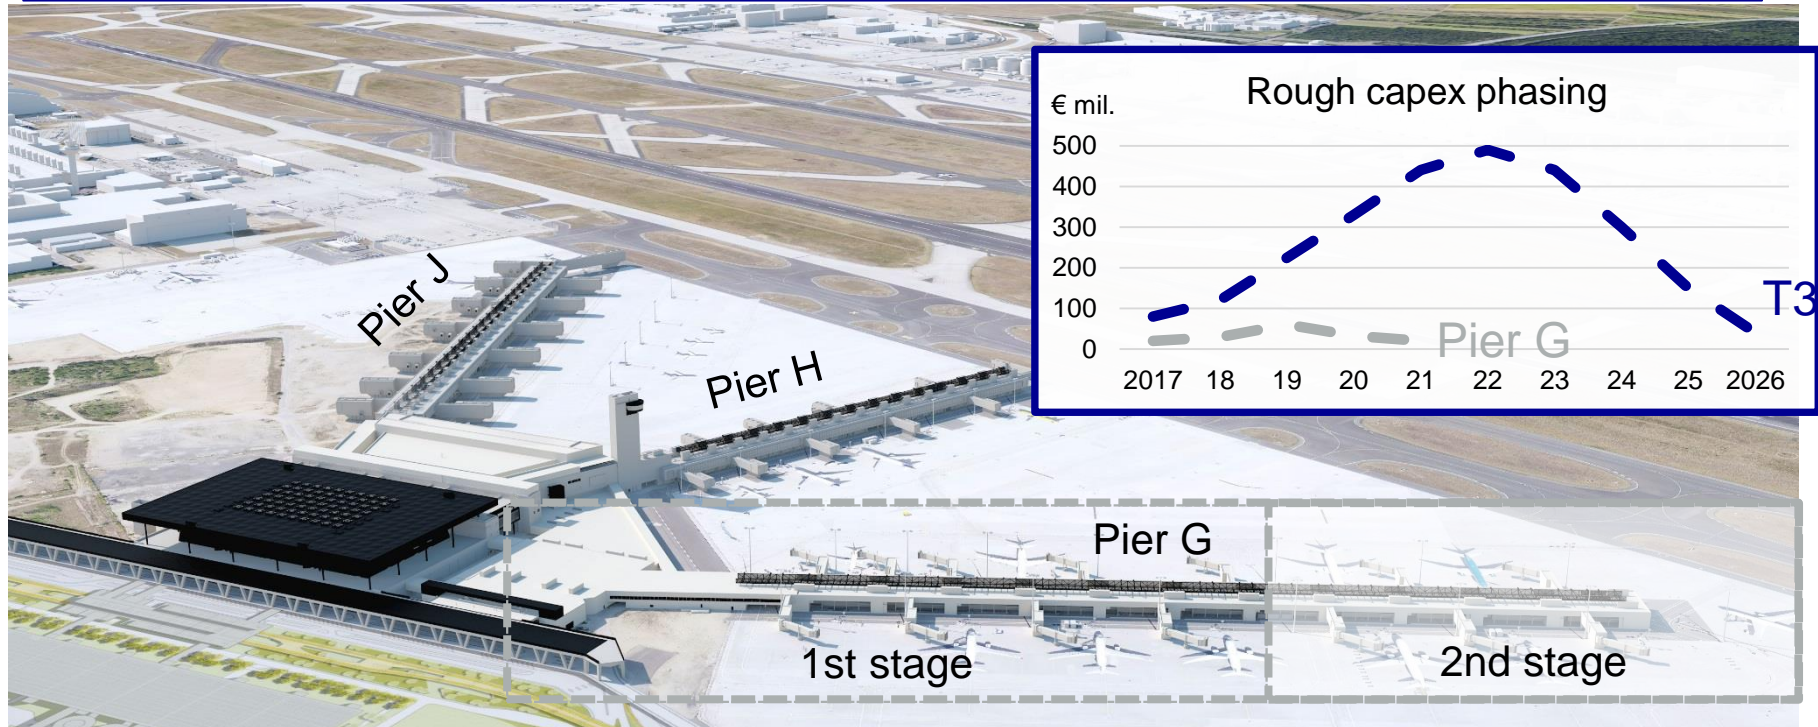 Rough capex phasing
€ mil.
500
400
300
200
100
0
2017 18 19 20 21 22 23 24 25 2026
T3
Pier G
Pier J
Pier H
Pier G
1st stage
2nd stage